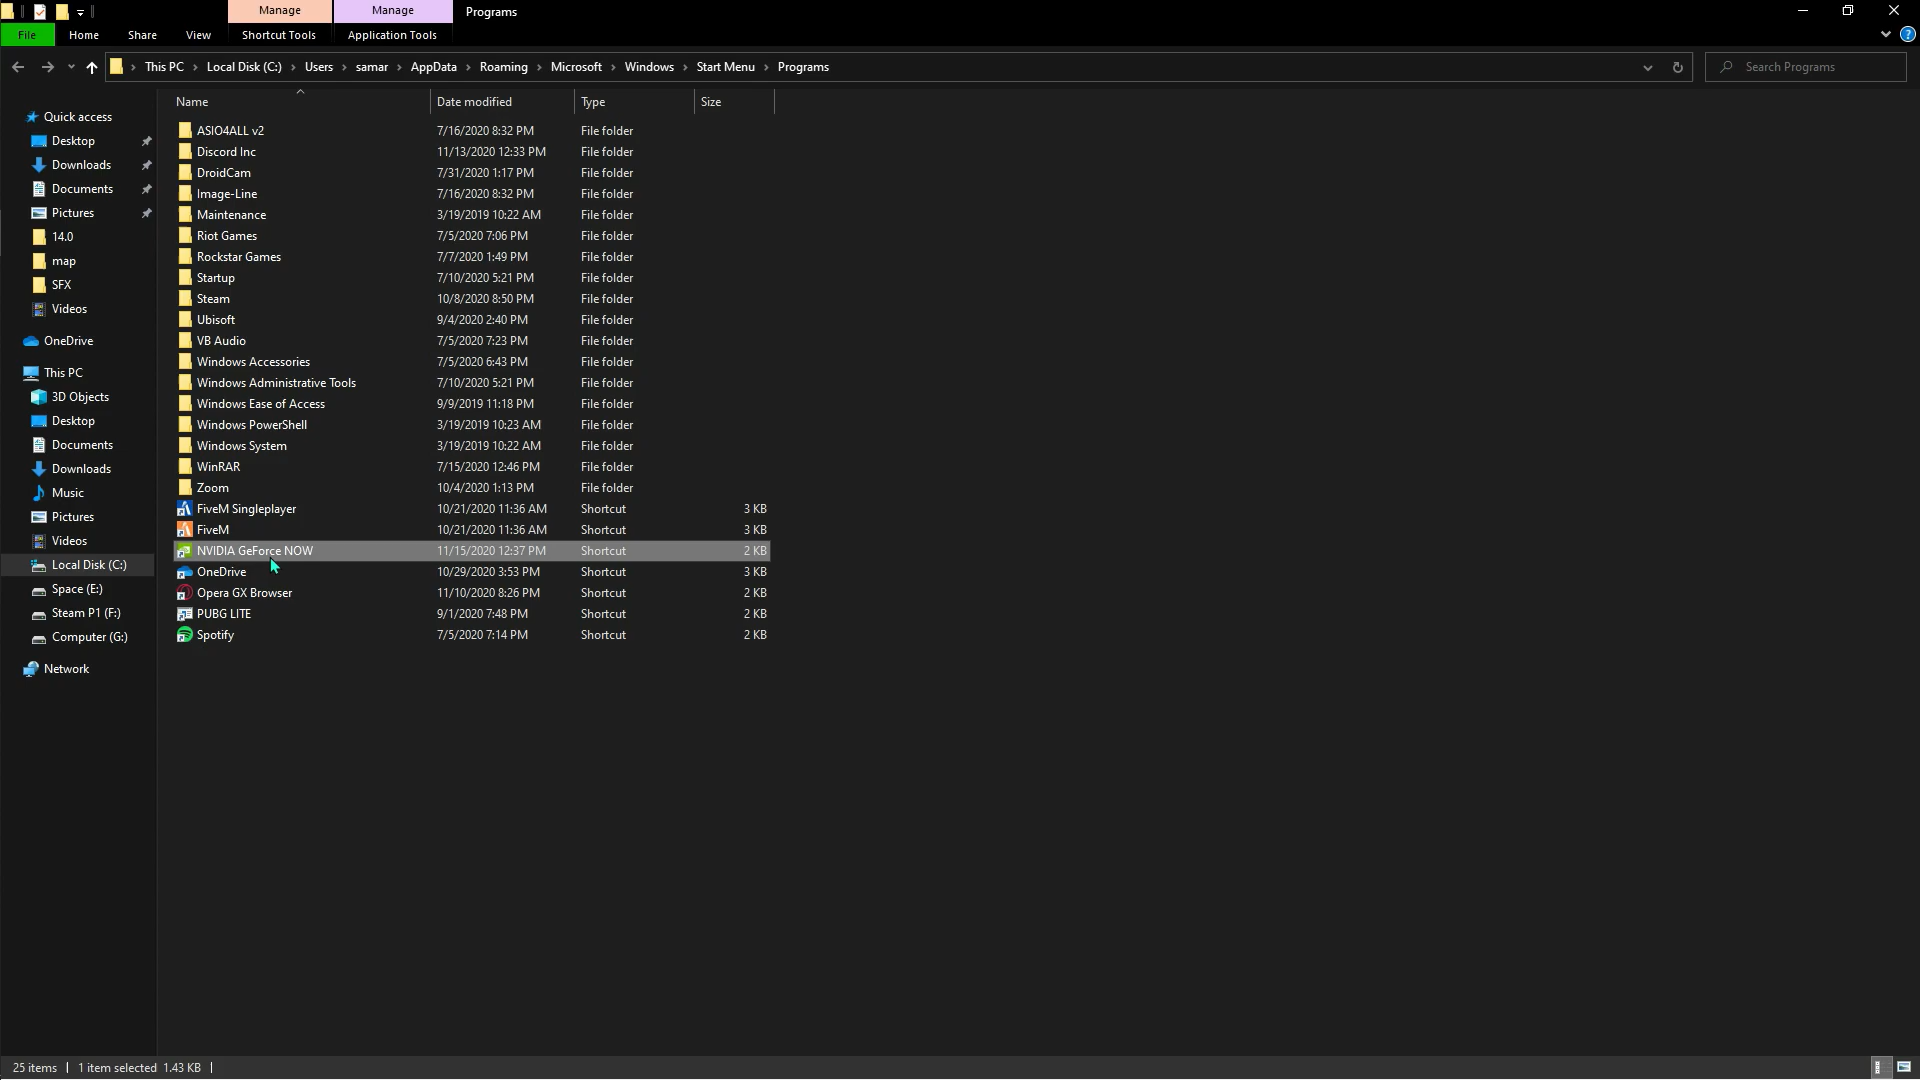 Manage Manage Programs
File Home Share View Shortcut Tools Application Tools
This PC Local Disk (C:) Users samar AppData Roaming Microsoft Windows Start Menu Programs Search Programs
Name Date modified Type Size
Quick access
Desktop
Downloads
Documents
Pictures
14.0
map
SFX
Videos
OneDrive
This PC
3D Objects
Desktop
Documents
Downloads
Music
Pictures
Videos
Local Disk (C:)
Space (E:)
Steam P1 (F:)
Computer (G:)
Network
ASIO4ALL v2 7/16/2020 8:32 PM File folder
Discord Inc 11/13/2020 12:33 PM File folder
DroidCam 7/31/2020 1:17 PM File folder
Image-Line 7/16/2020 8:32 PM File folder
Maintenance 3/19/2019 10:22 AM File folder
Riot Games 7/5/2020 7:06 PM File folder
Rockstar Games 7/7/2020 1:49 PM File folder
Startup 7/10/2020 5:21 PM File folder
Steam 10/8/2020 8:50 PM File folder
Ubisoft 9/4/2020 2:40 PM File folder
VB Audio 7/5/2020 7:23 PM File folder
Windows Accessories 7/5/2020 6:43 PM File folder
Windows Administrative Tools 7/10/2020 5:21 PM File folder
Windows Ease of Access 9/9/2019 11:18 PM File folder
Windows PowerShell 3/19/2019 10:23 AM File folder
Windows System 3/19/2019 10:22 AM File folder
WinRAR 7/15/2020 12:46 PM File folder
Zoom 10/4/2020 1:13 PM File folder
FiveM Singleplayer 10/21/2020 11:36 AM Shortcut 3 KB
FiveM 10/21/2020 11:36 AM Shortcut 3 KB
NVIDIA GeForce NOW 11/15/2020 12:37 PM Shortcut 2 KB
OneDrive 10/29/2020 3:53 PM Shortcut 3 KB
Opera GX Browser 11/10/2020 8:26 PM Shortcut 2 KB
PUBG LITE 9/1/2020 7:48 PM Shortcut 2 KB
Spotify 7/5/2020 7:14 PM Shortcut 2 KB
25 items 1 item selected 1.43 KB